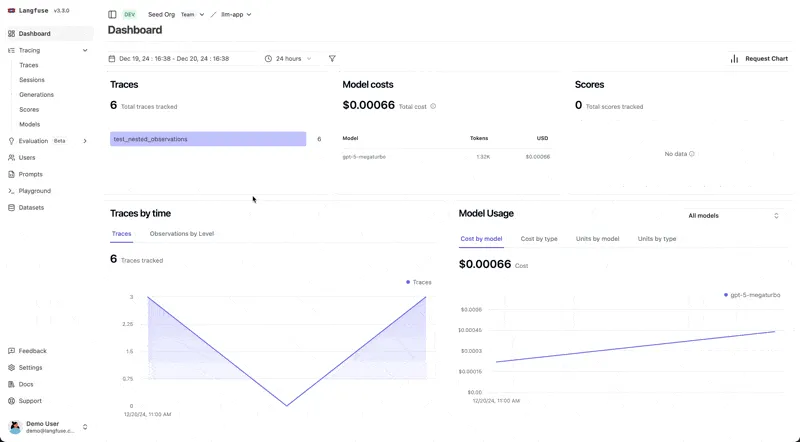 Langfuse v3.3.0
Dashboard
Tracing
Traces
Sessions
Generations
Scores
Models
Evaluation Beta
Users
Prompts
Playground
Datasets
Feedback
Settings
Docs
Support
Demo User
demo@langfuse.c...
DEV Seed Org Team llm-app
Dashboard
Dec 19, 24 : 16:38 - Dec 20, 24 : 16:38
24 hours
Request Chart
Traces
6 Total traces tracked
test_nested_observations 6
Model costs
$0.00066 Total cost
Model Tokens USD
gpt-5-megaturbo 1.32K $0.00066
Scores
0 Total scores tracked
No data
Traces by time
Traces Observations by Level
6 Traces tracked
Traces
3
2.25
1.5
0.75
0
12/20/24, 11:00 AM
Model Usage
All models
Cost by model Cost by type Units by model Units by type
$0.00066 Cost
gpt-5-megaturbo
$0.0006
$0.00045
$0.0003
$0.00015
$0.00
12/20/24, 11:00 AM